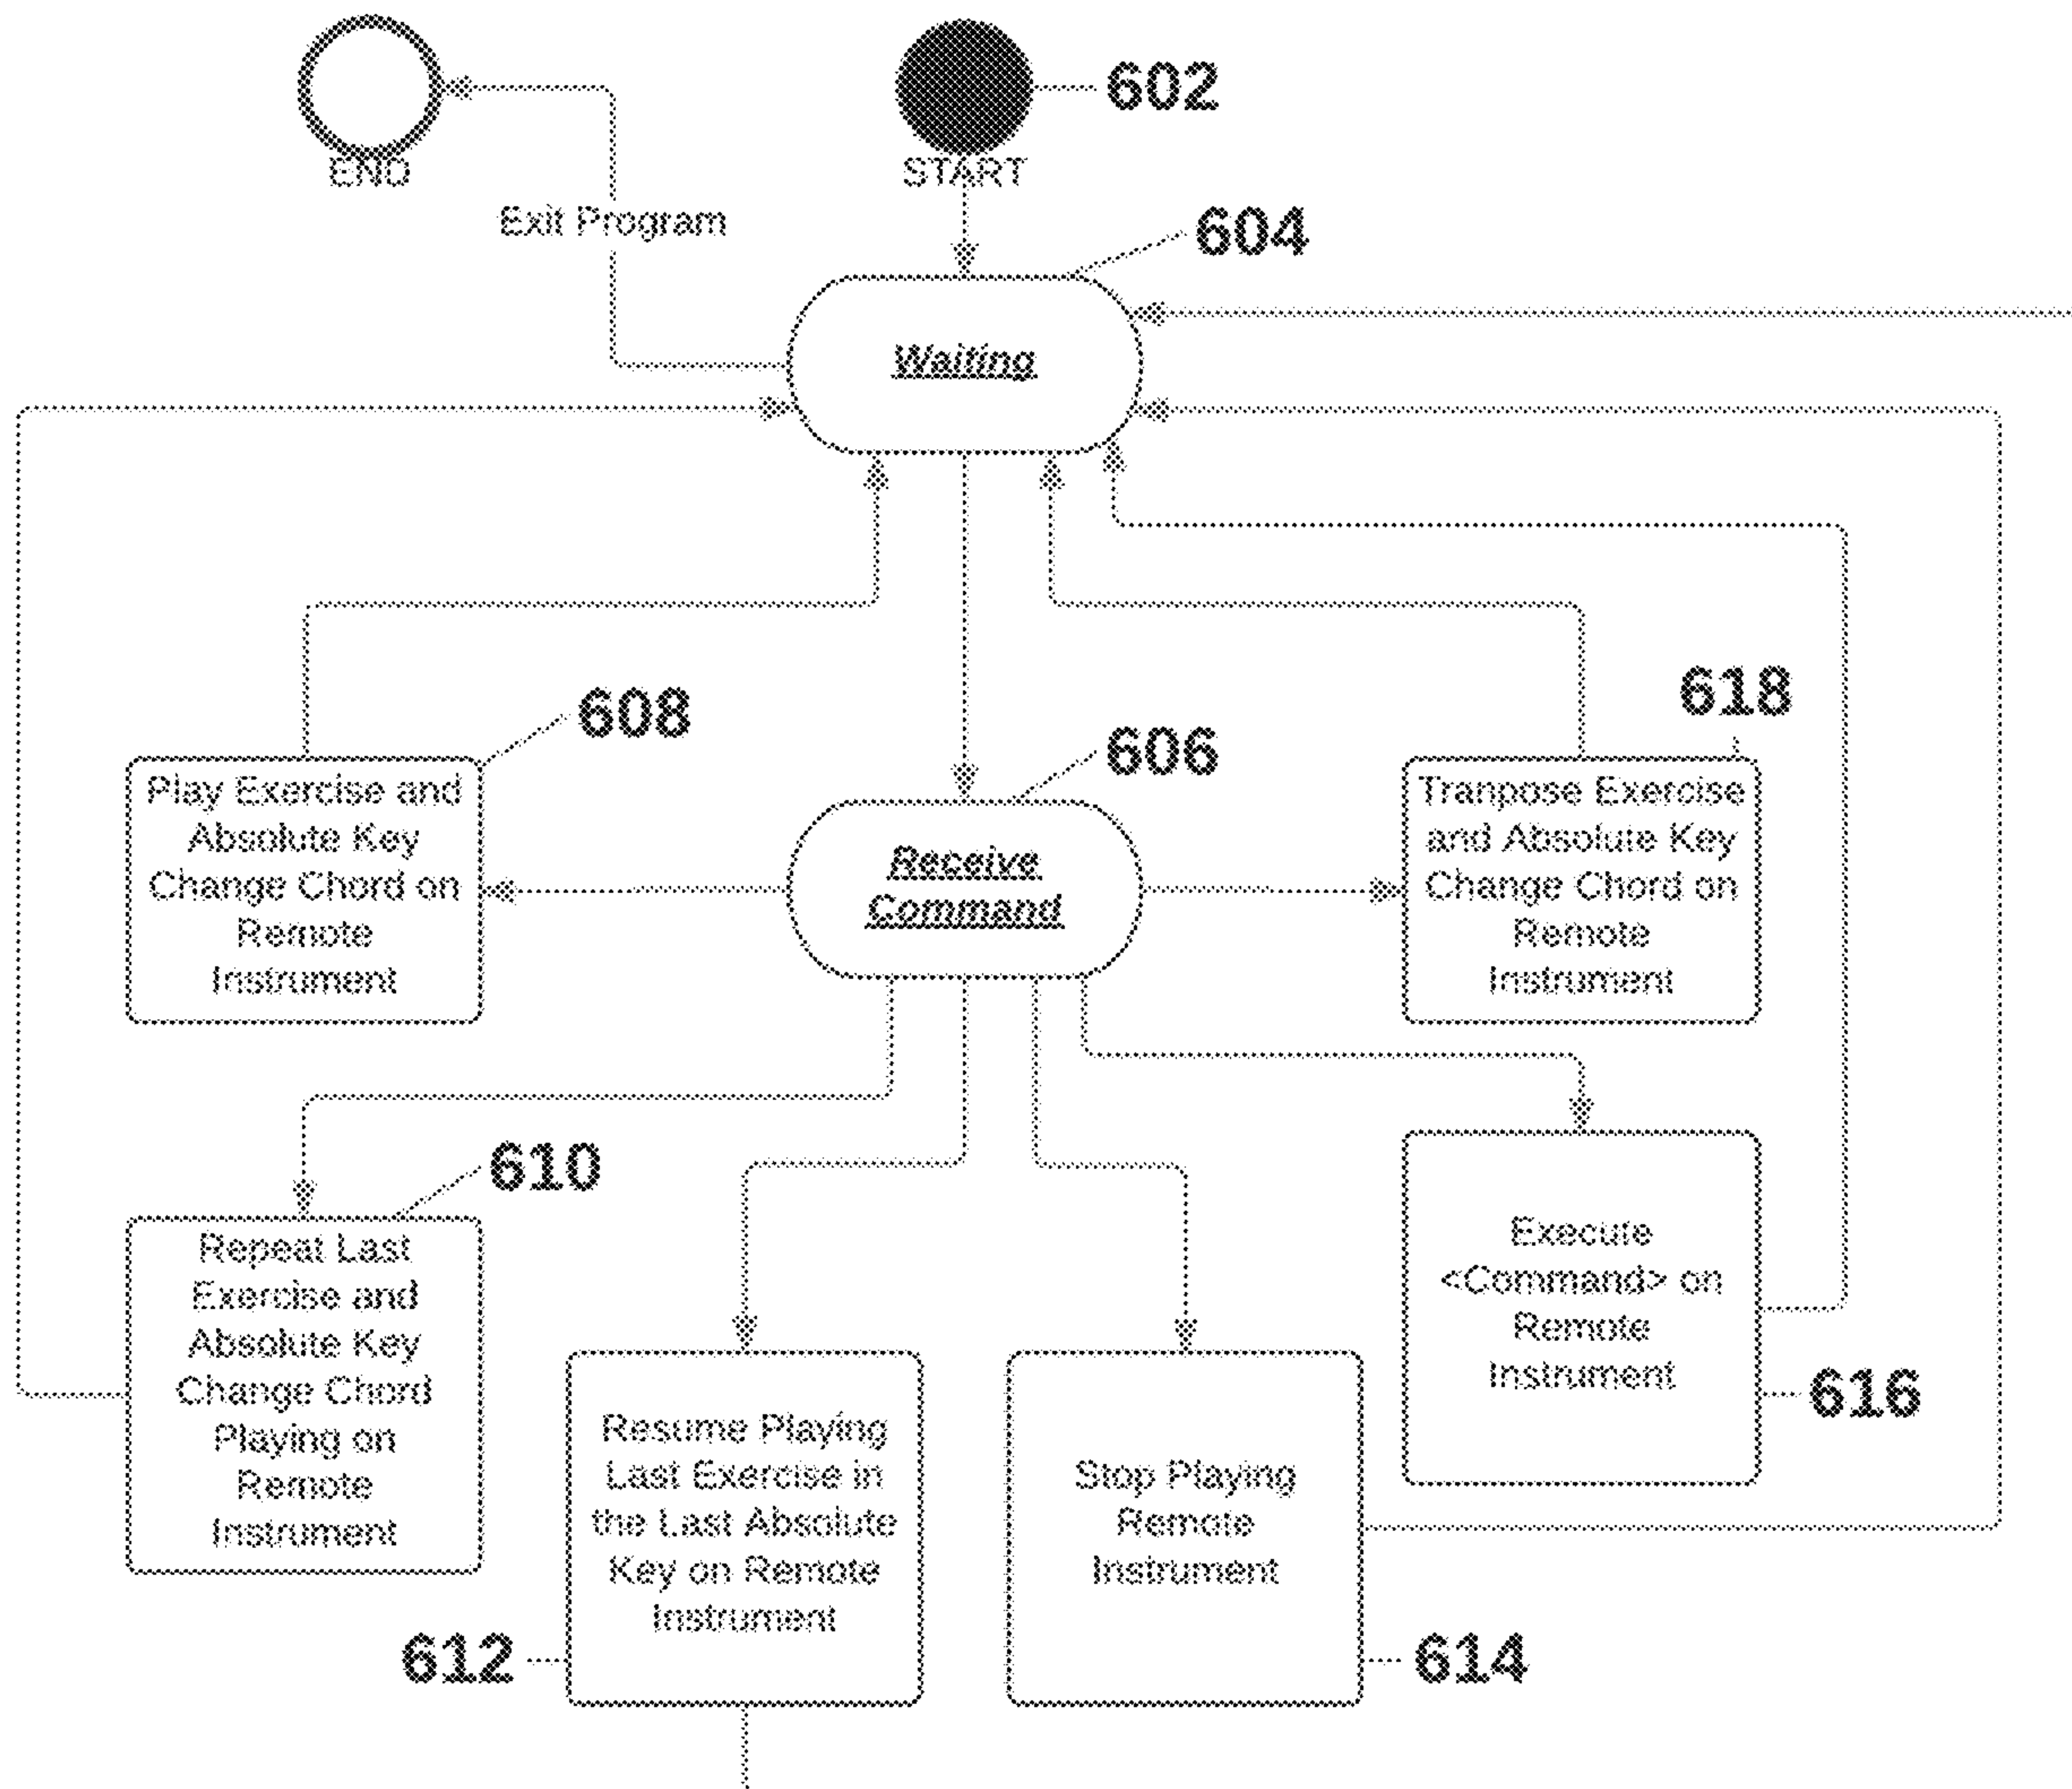 602
END
START
Exit Program
604
Waiting
608
618
606
Play Exercise and
Absolute Key
Change Chord on
Remote
Instrument
Receive
Command
Tranpose Exercise
and Absolute Key
Change Chord on
Remote
Instrument
610
Repeat Last
Exercise and
Absolute Key
Change Chord
Playing on
Remote
Instrument
Resume Playing
Last Exercise in
the Last Absolute
Key on Remote
Instrument
612
Stop Playing
Remote
Instrument
614
Execute
<Command> on
Remote
Instrument
616